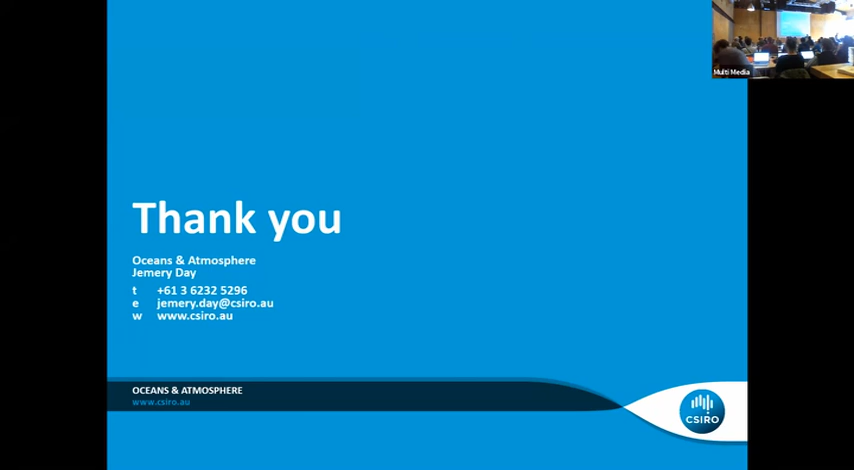 Multi Media
Thank you
Oceans & Atmosphere
Jemery Day
t +61 3 6232 5296
e jemery.day@csiro.au
w www.csiro.au
OCEANS & ATMOSPHERE
www.csiro.au
CSIRO